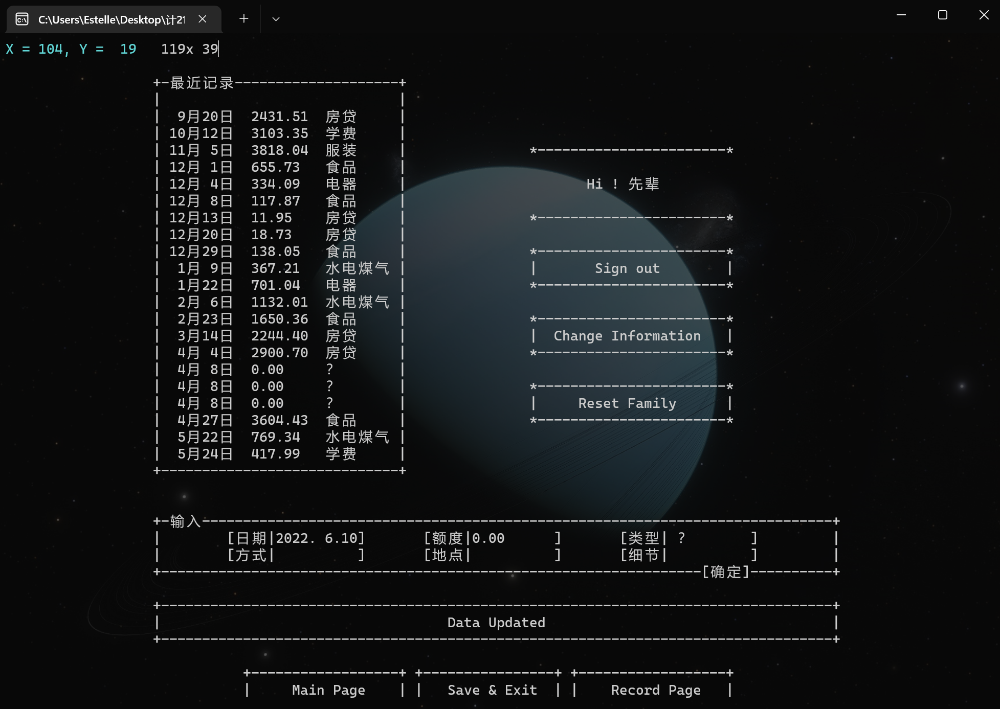 C:\Users\Estelle\Desktop\计21
X = 104, Y =  19   119x 39
最近记录
9月20日  2431.51  房贷
10月12日  3103.35  学费
11月 5日  3818.04  服装
12月 1日  655.73  食品
12月 4日  334.09  电器
12月 8日  117.87  食品
12月13日  11.95  房贷
12月20日  18.73  房贷
12月29日  138.05  食品
1月 9日  367.21  水电煤气
1月22日  701.04  电器
2月 6日  1132.01  水电煤气
2月23日  1650.36  食品
3月14日  2244.40  房贷
4月 4日  2900.70  房贷
4月 8日  0.00  ?
4月 8日  0.00  ?
4月 8日  0.00  ?
4月27日  3604.43  食品
5月22日  769.34  水电煤气
5月24日  417.99  学费
Hi ! 先辈
Sign out
Change Information
Reset Family
输入
[日期|2022. 6.10]  [额度|0.00      ]  [类型| ?        ]
[方式|          ]  [地点|          ]  [细节|          ]
[确定]
Data Updated
Main Page
Save & Exit
Record Page